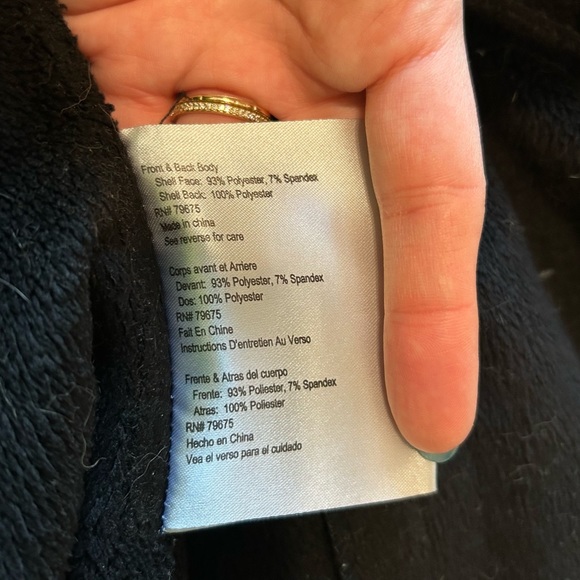 Front & Back Body
Shell Face: 93% Polyester, 7% Spandex
Shell Back: 100% Polyester
RN# 79675
Made in china
See reverse for care
Corps avant et Arriere
Devant: 93% Polyester, 7% Spandex
Dos: 100% Polyester
RN# 79675
Fait En Chine
Instructions D'entretien Au Verso
Frente & Atras del cuerpo
Frente: 93% Poliester, 7% Spandex
Atras: 100% Poliester
RN# 79675
Hecho en China
Vea el verso para el cuidado